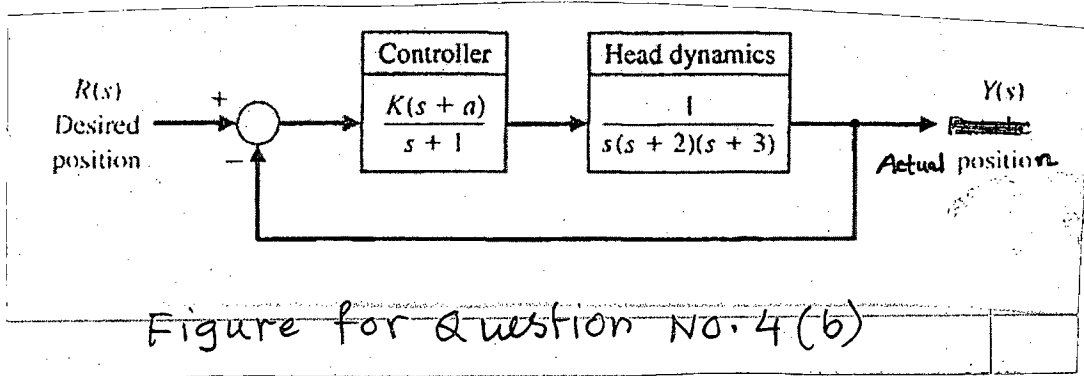 Controller
Head dynamics
R(s)
Desired
position
+
−
K(s + a)
s + 1
1
s(s + 2)(s + 3)
Y(s)
Actual position
Figure for Question No. 4(b)